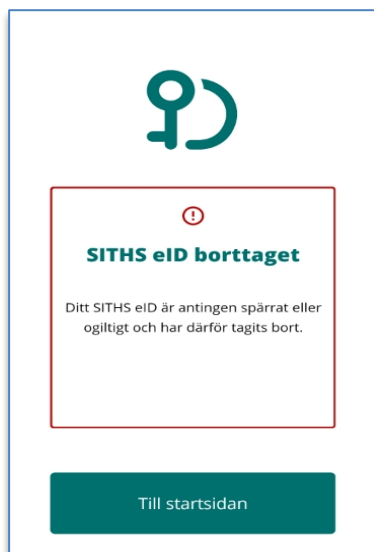 SITHS eID borttaget
Ditt SITHS eID är antingen spärrat eller
ogiltigt och har därför tagits bort.
Till startsidan